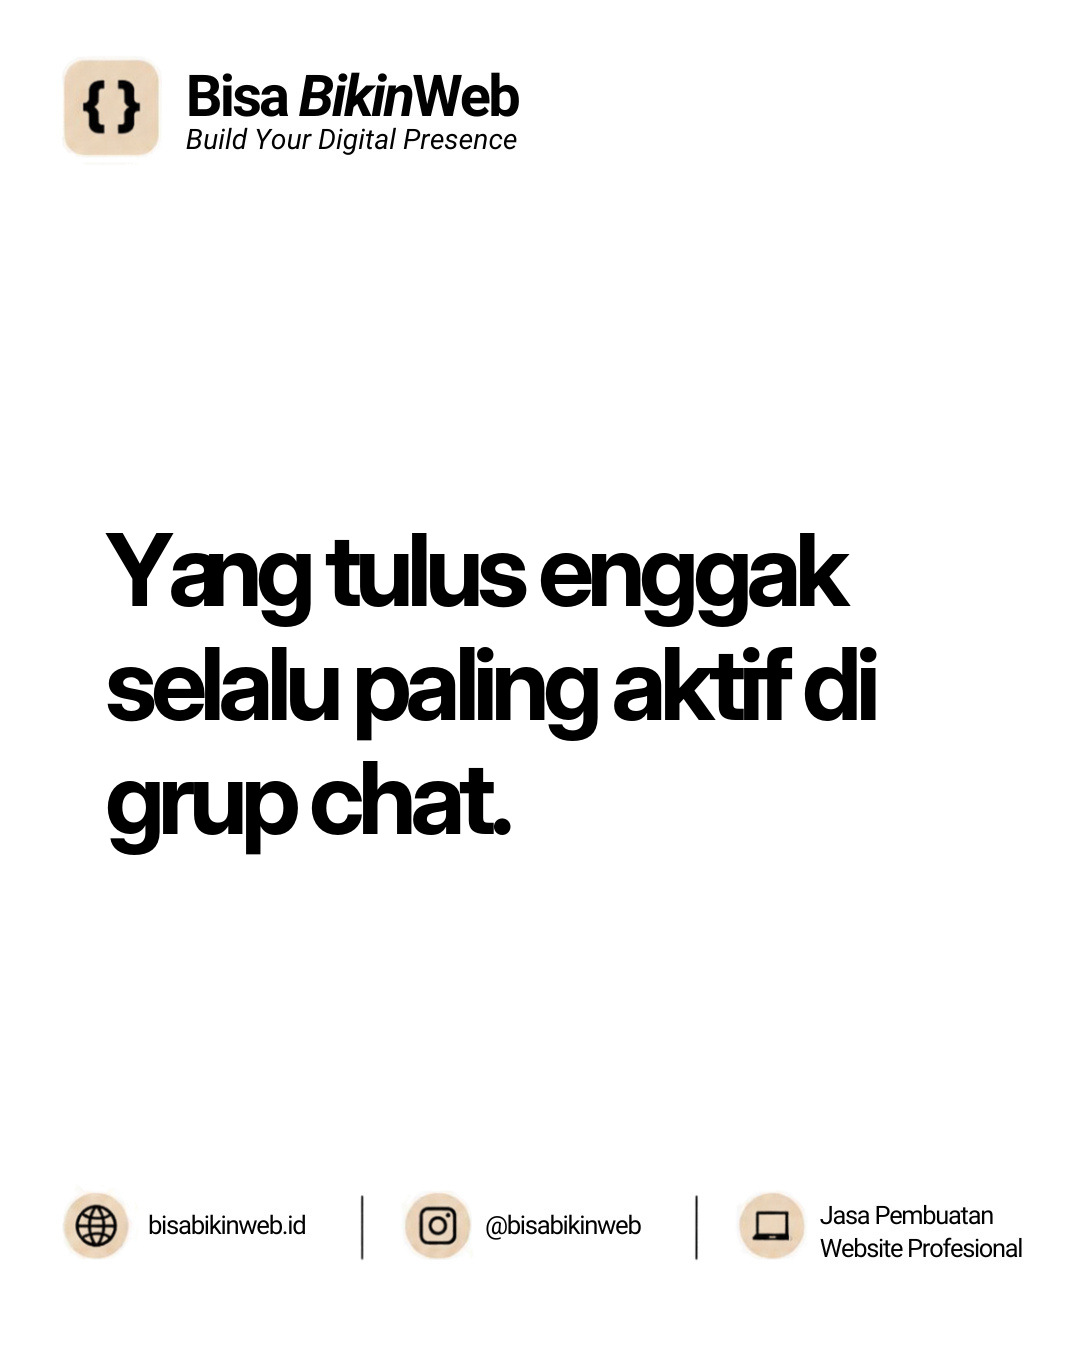 { }
Bisa BikinWeb
Build Your Digital Presence
Yang tulus enggak
selalu paling aktif di
grup chat.
bisabikinweb.id
@bisabikinweb
Jasa Pembuatan
Website Profesional